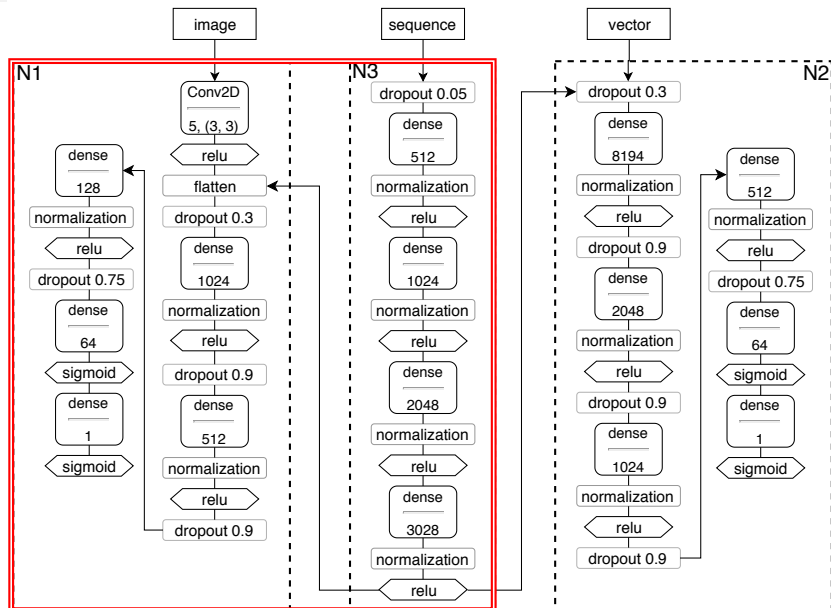 image
sequence
vector
N1
N3
N2
dense
128
normalization
relu
dropout 0.75
dense
64
sigmoid
dense
1
sigmoid
Conv2D
5, (3, 3)
relu
flatten
dropout 0.3
dense
1024
normalization
relu
dropout 0.9
dense
512
normalization
relu
dropout 0.9
dropout 0.05
dense
512
normalization
relu
dense
1024
normalization
relu
dense
2048
normalization
relu
dense
3028
normalization
relu
dropout 0.3
dense
8194
normalization
relu
dropout 0.9
dense
2048
normalization
relu
dropout 0.9
dense
1024
normalization
relu
dropout 0.9
dense
512
normalization
relu
dropout 0.75
dense
64
sigmoid
dense
1
sigmoid